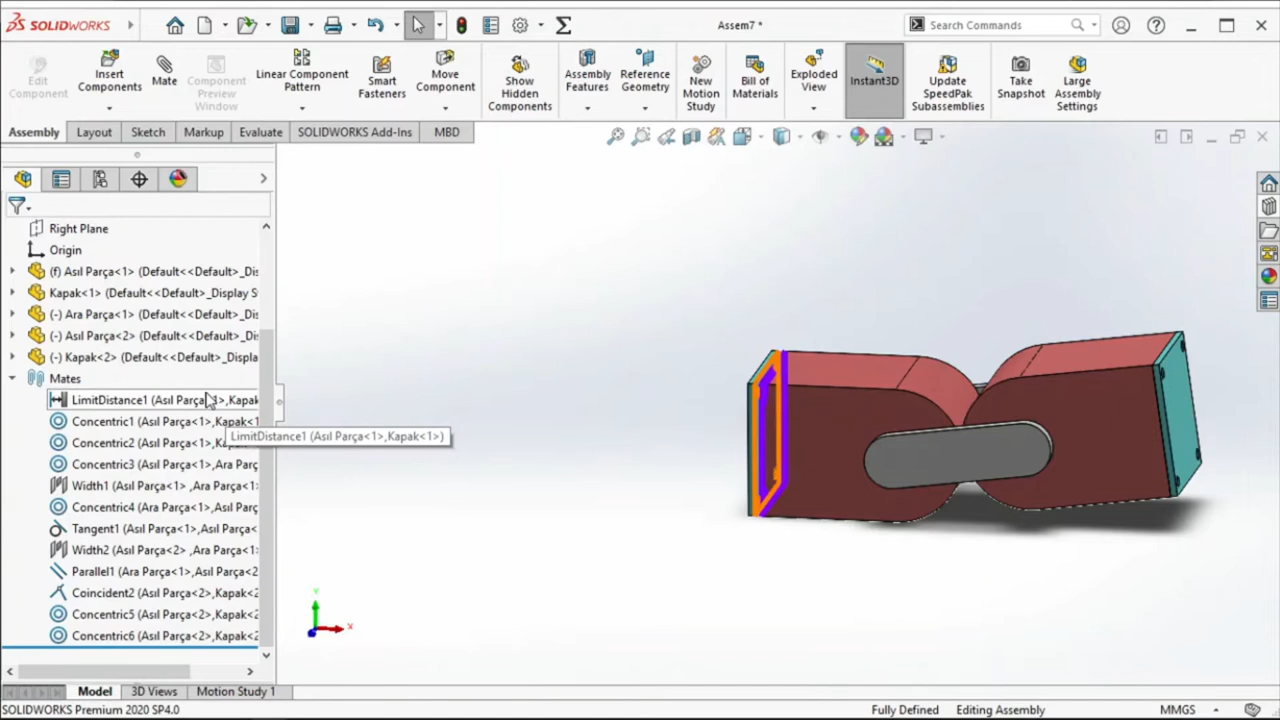 SOLIDWORKS
Assem7 *
Search Commands
Edit Component
Insert Components
Mate
Component Preview Window
Linear Component Pattern
Smart Fasteners
Move Component
Show Hidden Components
Assembly Features
Reference Geometry
New Motion Study
Bill of Materials
Exploded View
Instant3D
Update SpeedPak Subassemblies
Take Snapshot
Large Assembly Settings
Assembly Layout Sketch Markup Evaluate SOLIDWORKS Add-Ins MBD
Right Plane
Origin
(f) Asıl Parça<1> (Default<<Default>_Dis
Kapak<1> (Default<<Default>_Display S
(-) Ara Parça<1> (Default<<Default>_Dis
(-) Asıl Parça<2> (Default<<Default>_Dis
(-) Kapak<2> (Default<<Default>_Displa
Mates
LimitDistance1 (Asıl Parça<1>,Kapak
Concentric1 (Asıl Parça<1>,Kapak<1
LimitDistance1 (Asıl Parça<1>,Kapak<1>)
Concentric2 (Asıl Parça<1>,Kapak
Concentric3 (Asıl Parça<1>,Ara Parç
Width1 (Asıl Parça<1> ,Ara Parça<1>
Concentric4 (Asıl Parça<1>,Asıl Parç
Tangent1 (Asıl Parça<1>,Asıl Parça<
Width2 (Asıl Parça<2> ,Ara Parça<1>
Parallel1 (Ara Parça<1>,Asıl Parça<2
Coincident2 (Asıl Parça<2>,Kapak<2
Concentric5 (Asıl Parça<2>,Kapak<2
Concentric6 (Asıl Parça<2>,Kapak<2
Y
X
Model 3D Views Motion Study 1
SOLIDWORKS Premium 2020 SP4.0
Fully Defined Editing Assembly MMGS